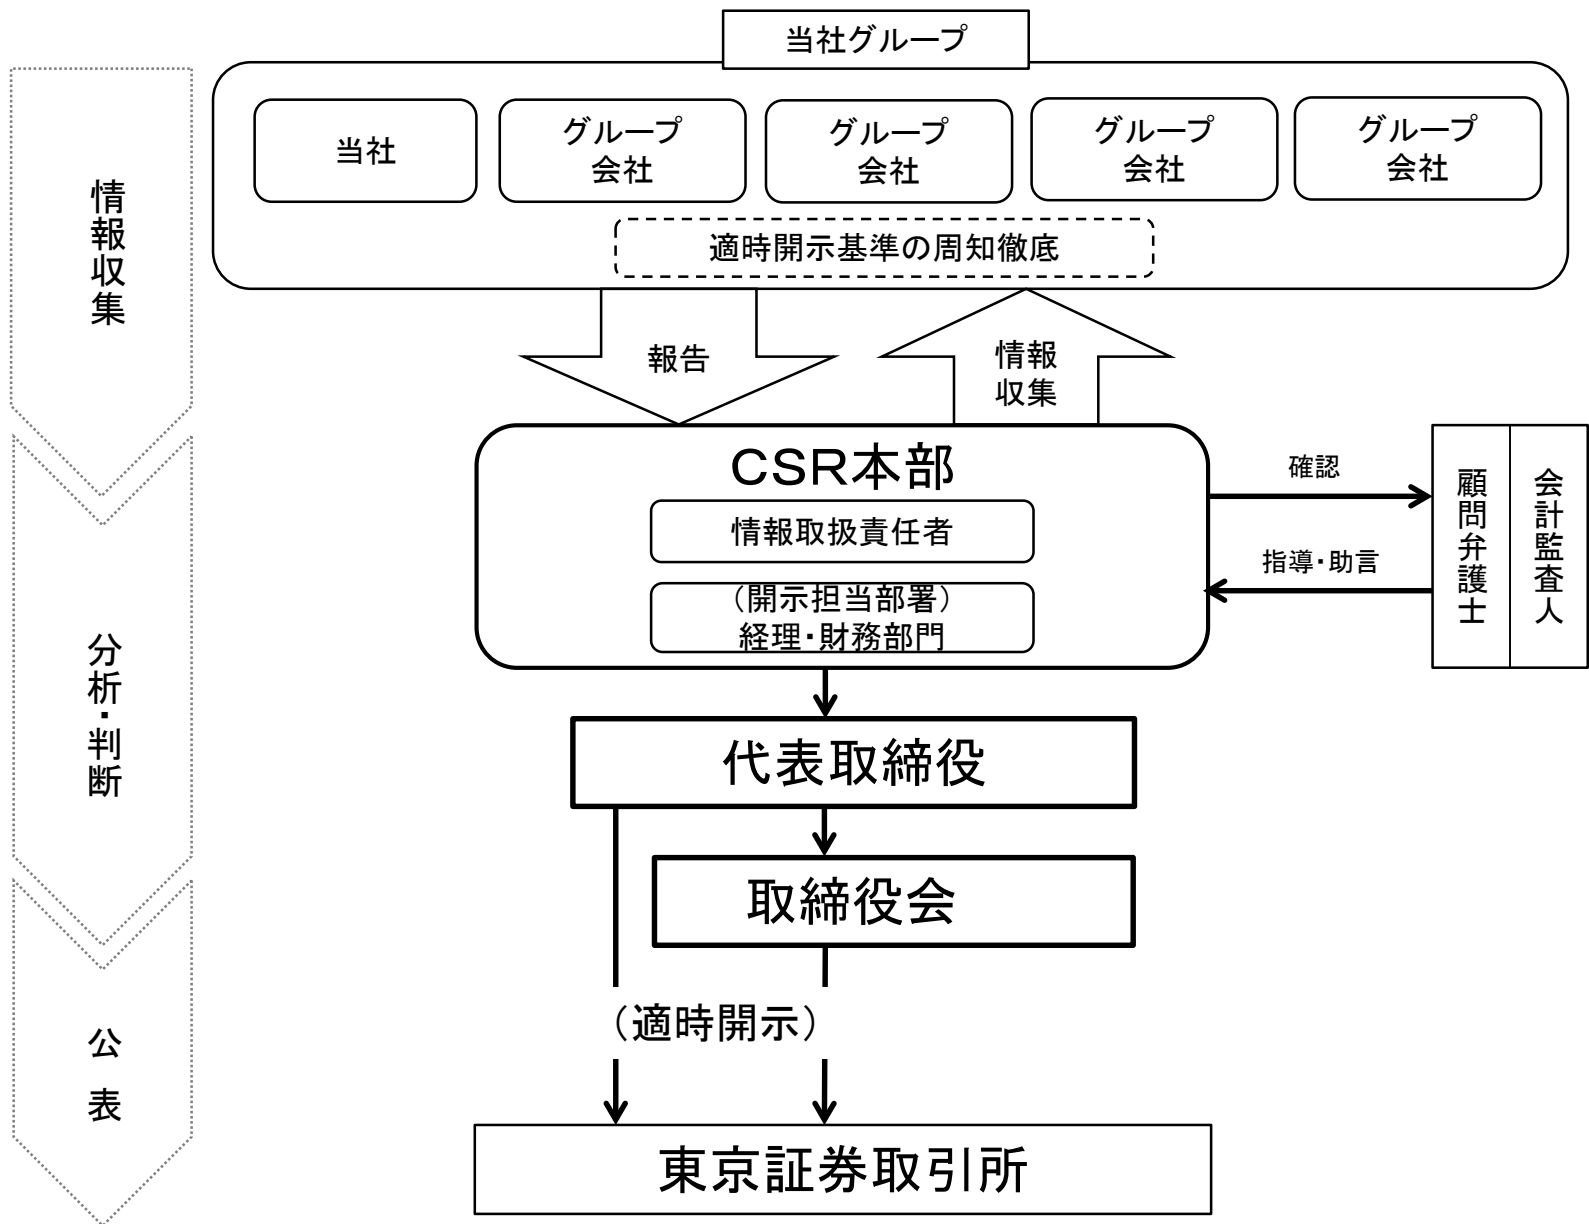 当社グループ
当社
グループ
会社
グループ
会社
グループ
会社
グループ
会社
適時開示基準の周知徹底
情報収集
報告
情報
収集
CSR本部
情報取扱責任者
（開示担当部署）
経理・財務部門
確認
指導・助言
顧問弁護士
会計監査人
分析・判断
代表取締役
取締役会
（適時開示）
公表
東京証券取引所